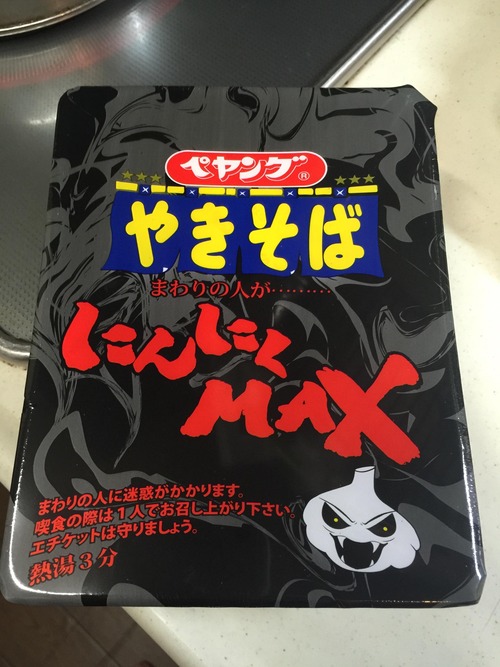 ペヤング®
やきそば
まわりの人が………
にんにく
MAX
まわりの人に迷惑がかかります。
喫食の際は1人でお召し上がり下さい。
エチケットは守りましょう。
熱湯3分